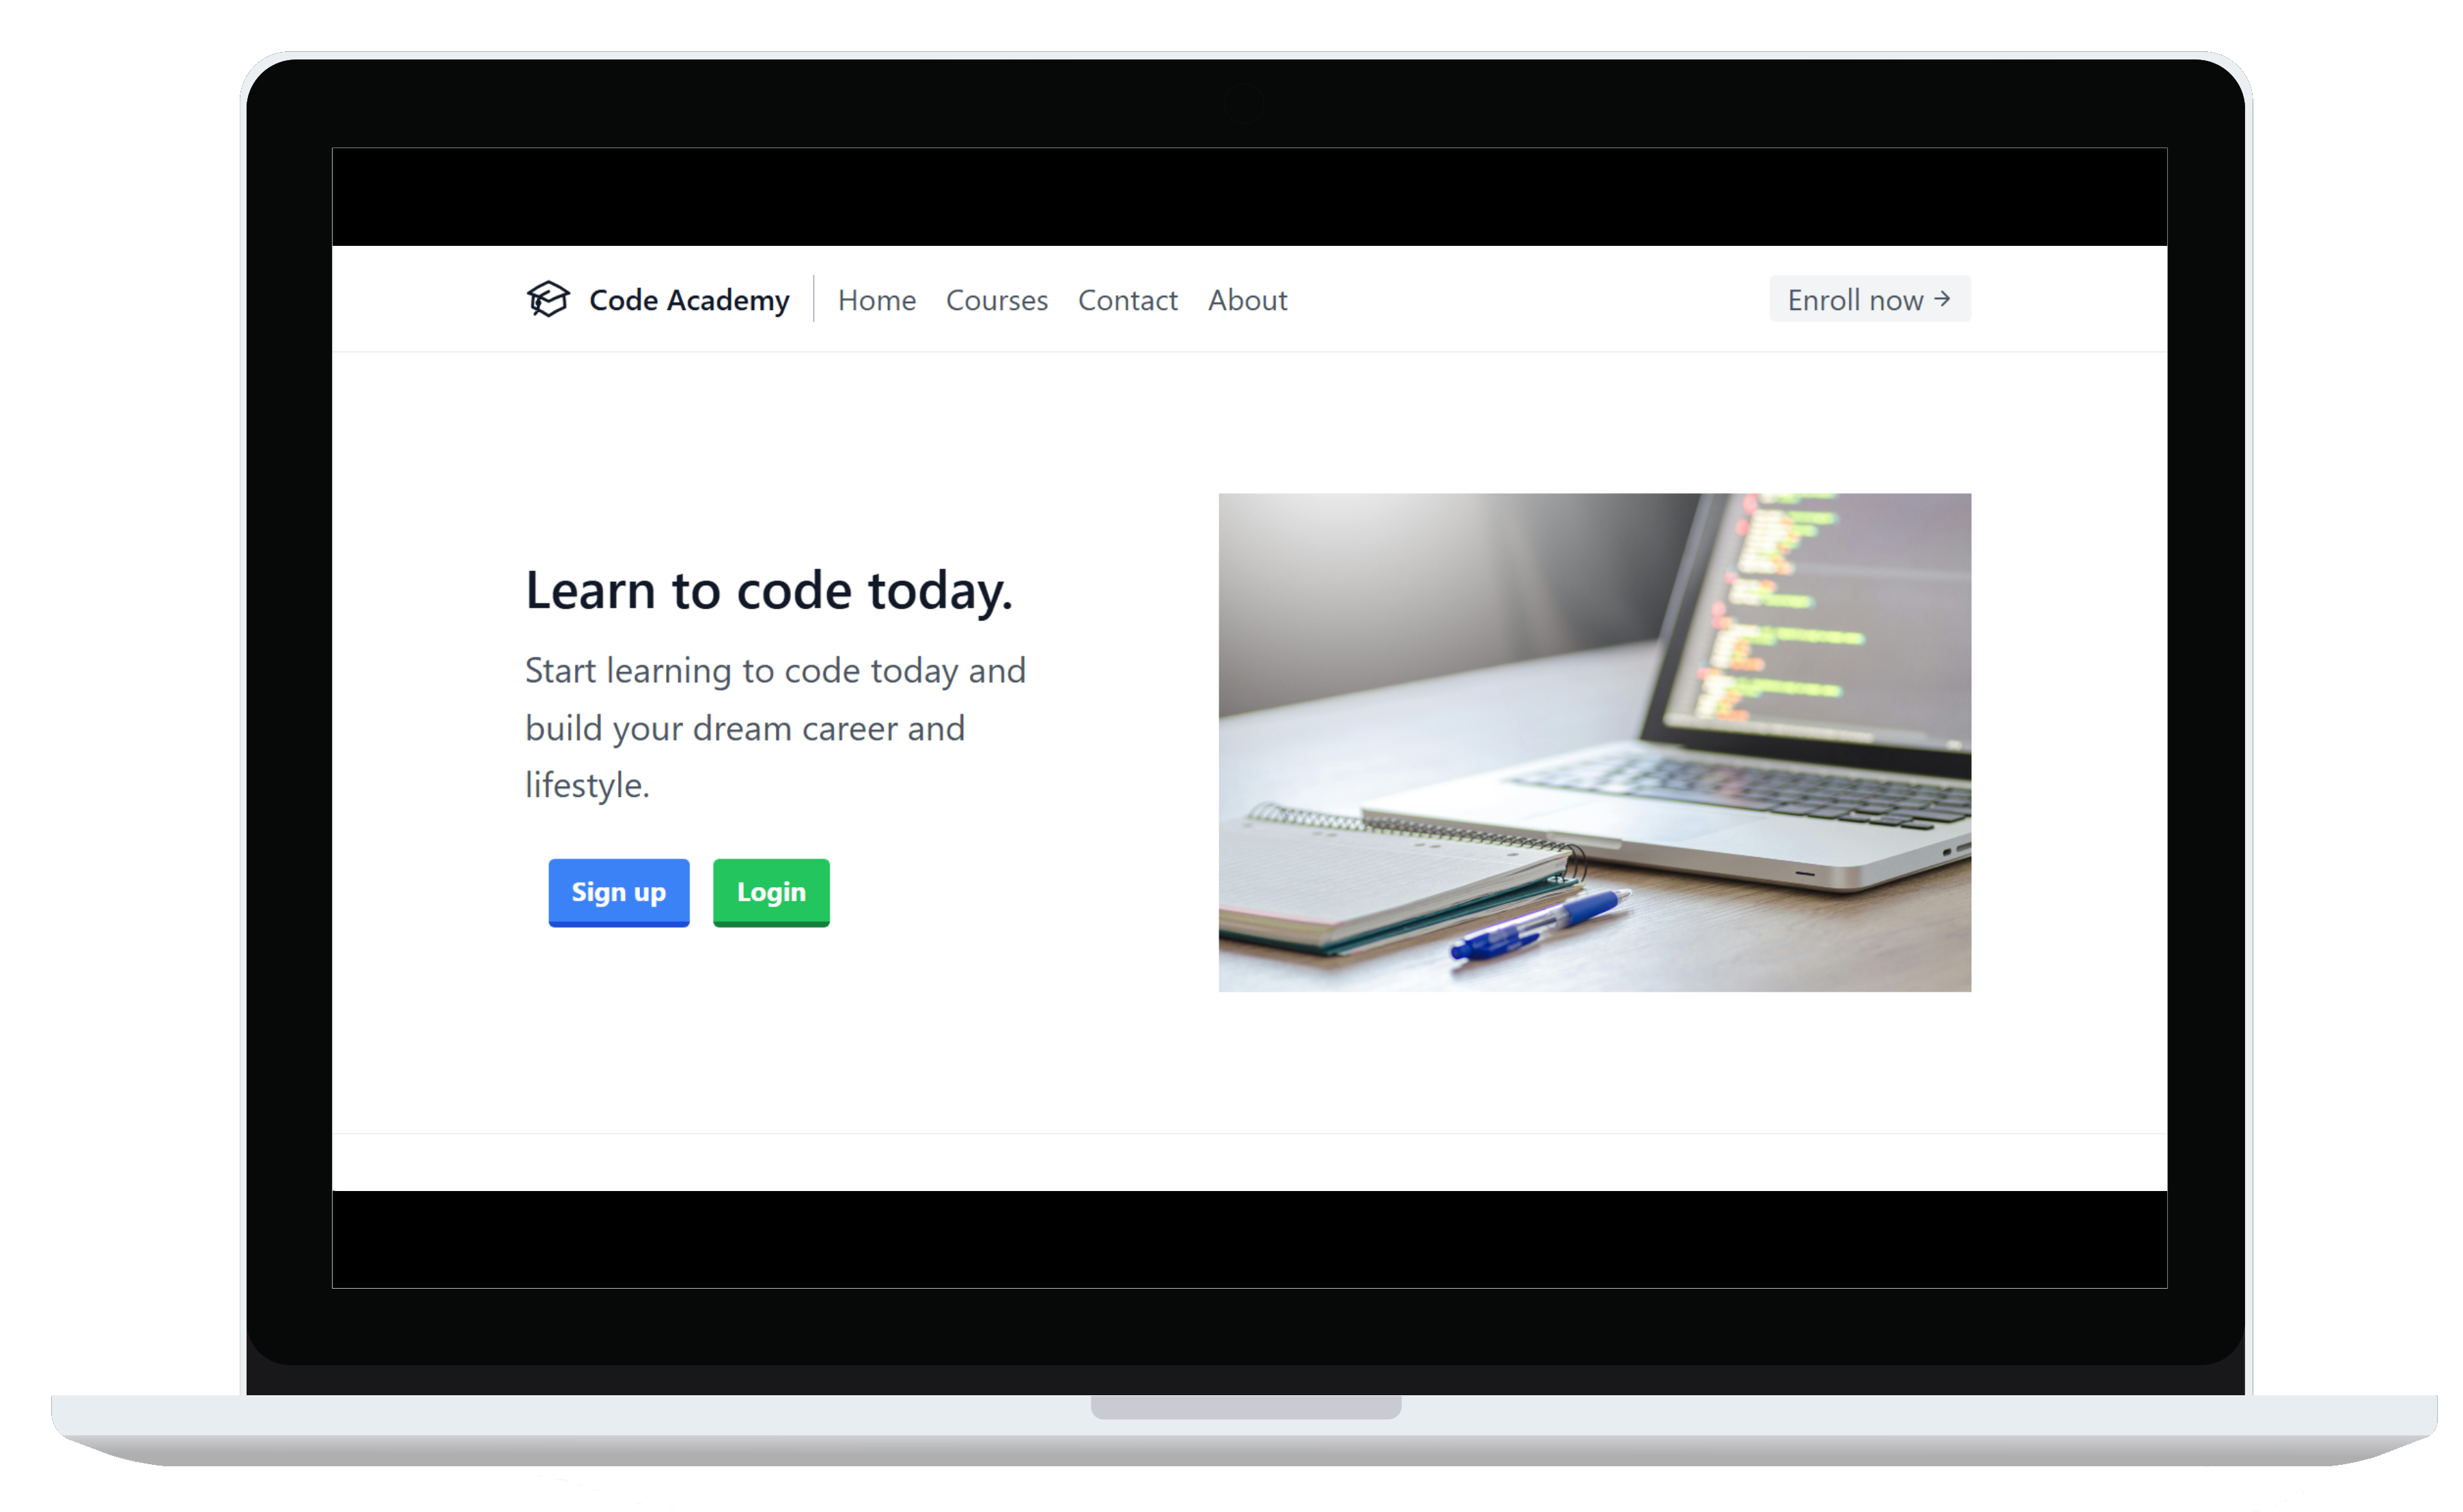 Code Academy Home Courses Contact About Enroll now →
Learn to code today.
Start learning to code today and
build your dream career and
lifestyle.
Sign up Login